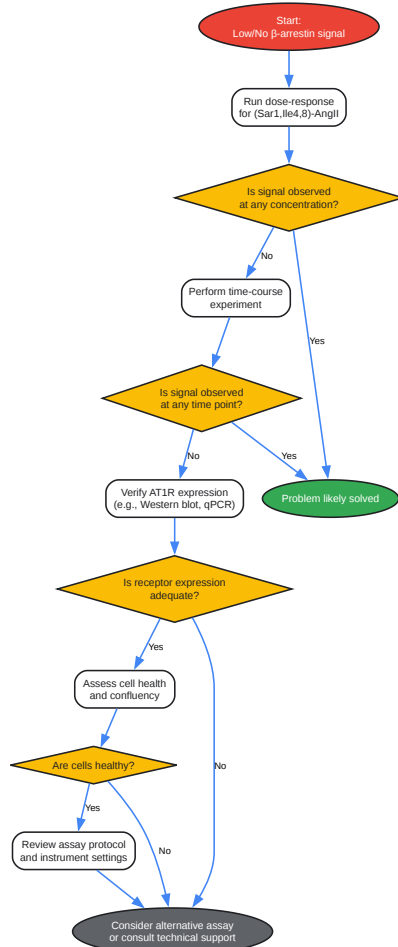 Start:
Low/No β-arrestin signal
Run dose-response
for (Sar1,Ile4,8)-AngII
Is signal observed
at any concentration?
No
Perform time-course
experiment
Yes
Is signal observed
at any time point?
No
Yes
Verify AT1R expression
(e.g., Western blot, qPCR)
Problem likely solved
Is receptor expression
adequate?
Yes
Assess cell health
and confluency
No
Are cells healthy?
Yes
Review assay protocol
and instrument settings
No
Consider alternative assay
or consult technical support